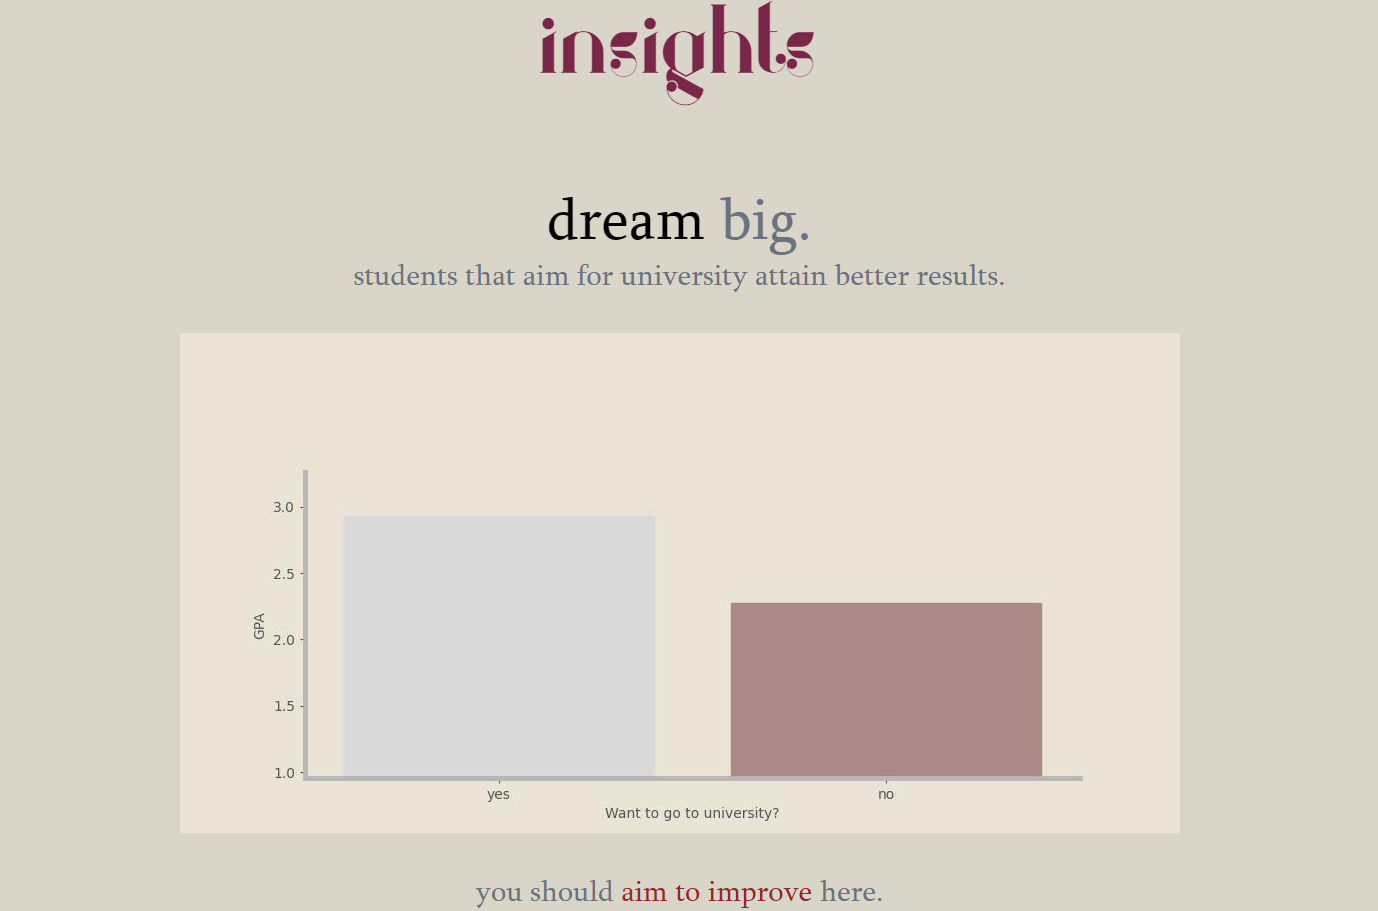 insights
dream big.
students that aim for university attain better results.
3.0
2.5
2.0
1.5
1.0
GPA
yes no
Want to go to university?
you should aim to improve here.